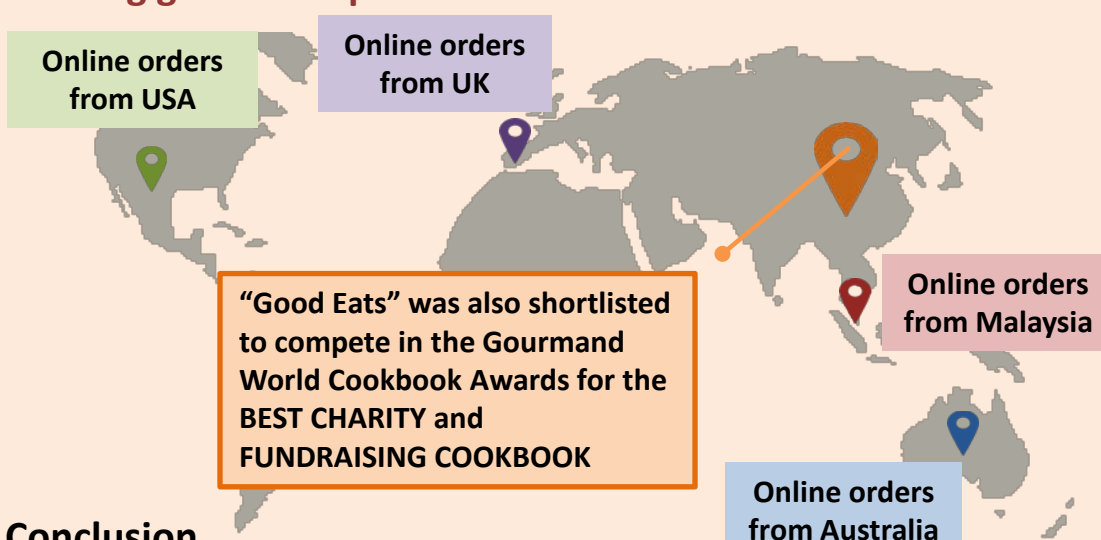 Online orders
from USA
Online orders
from UK
Online orders
from Malaysia
“Good Eats” was also shortlisted
to compete in the Gourmand
World Cookbook Awards for the
BEST CHARITY and
FUNDRAISING COOKBOOK
Online orders
from Australia
Conclusion